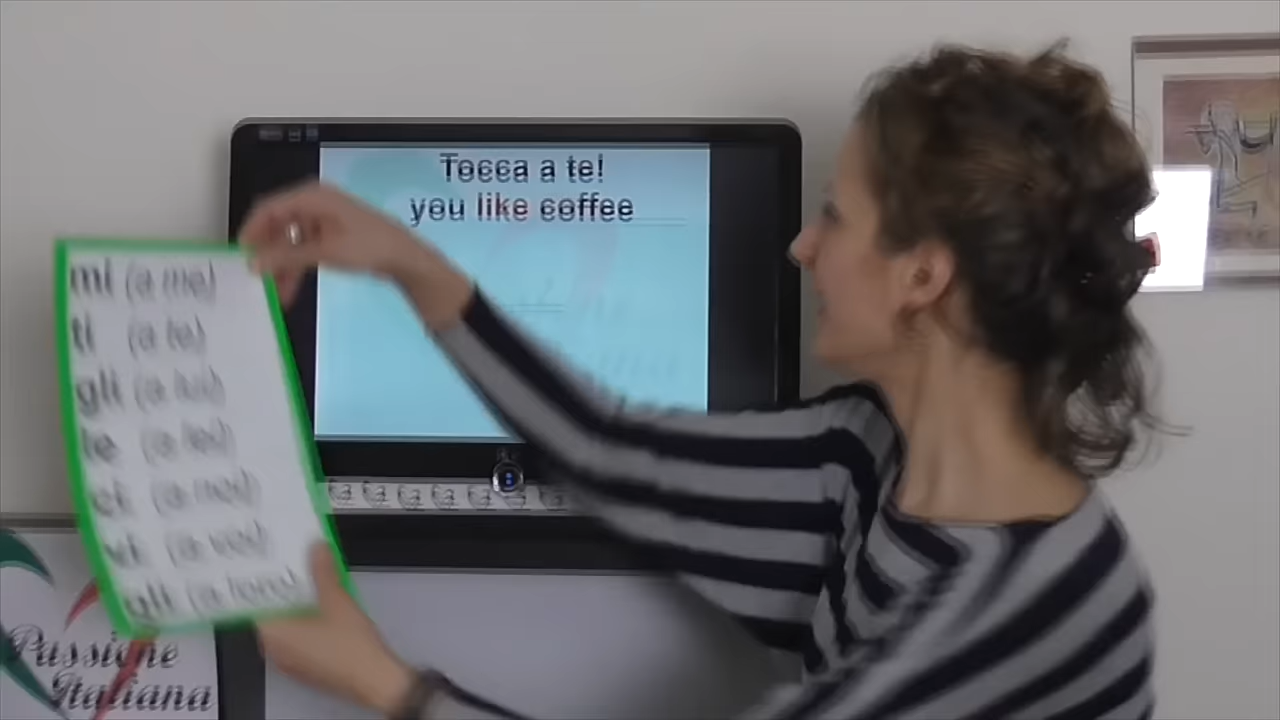 Tocca a te!
you like coffee
mi (a me)
ti (a te)
gli (a lui)
le (a lei)
ci (a noi)
vi (a voi)
gli (a loro)
Passione
Italiana